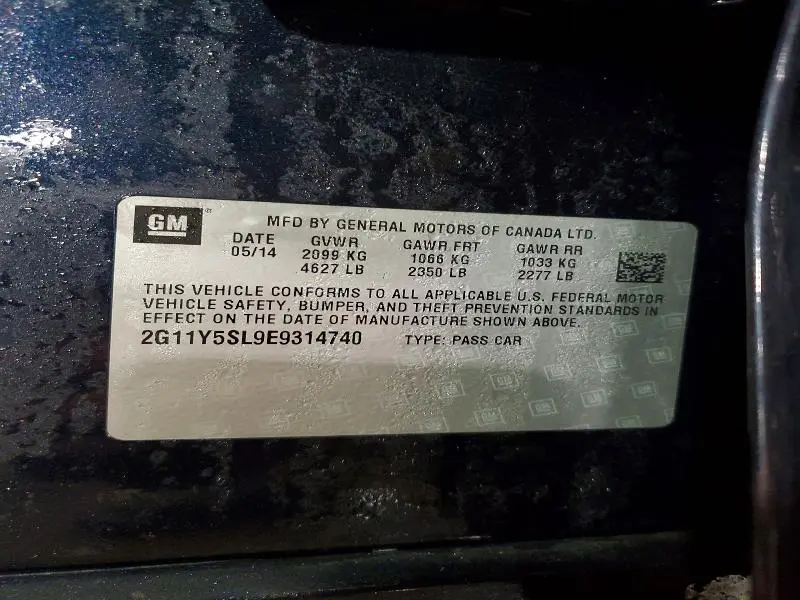 GM
MFD BY GENERAL MOTORS OF CANADA LTD.
DATE GVWR GAWR FRT GAWR RR
05/14 2099 KG 1066 KG 1033 KG
4627 LB 2350 LB 2277 LB
THIS VEHICLE CONFORMS TO ALL APPLICABLE U.S. FEDERAL MOTOR
VEHICLE SAFETY, BUMPER, AND THEFT PREVENTION STANDARDS IN
EFFECT ON THE DATE OF MANUFACTURE SHOWN ABOVE.
2G11Y5SL9E9314740 TYPE: PASS CAR